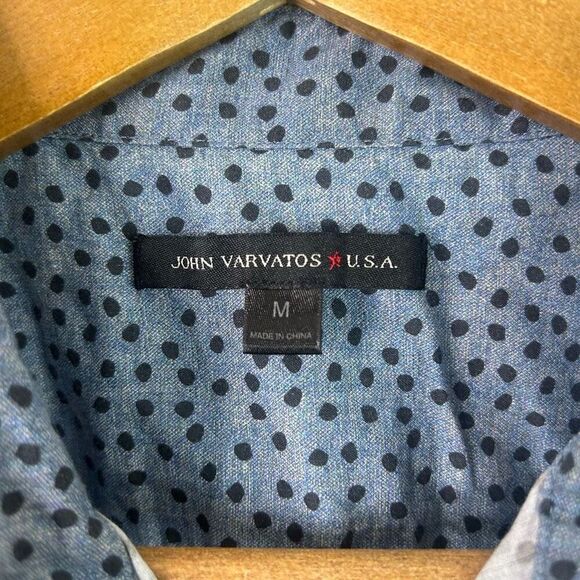 JOHN VARVATOS ★ U.S.A.
M
MADE IN CHINA